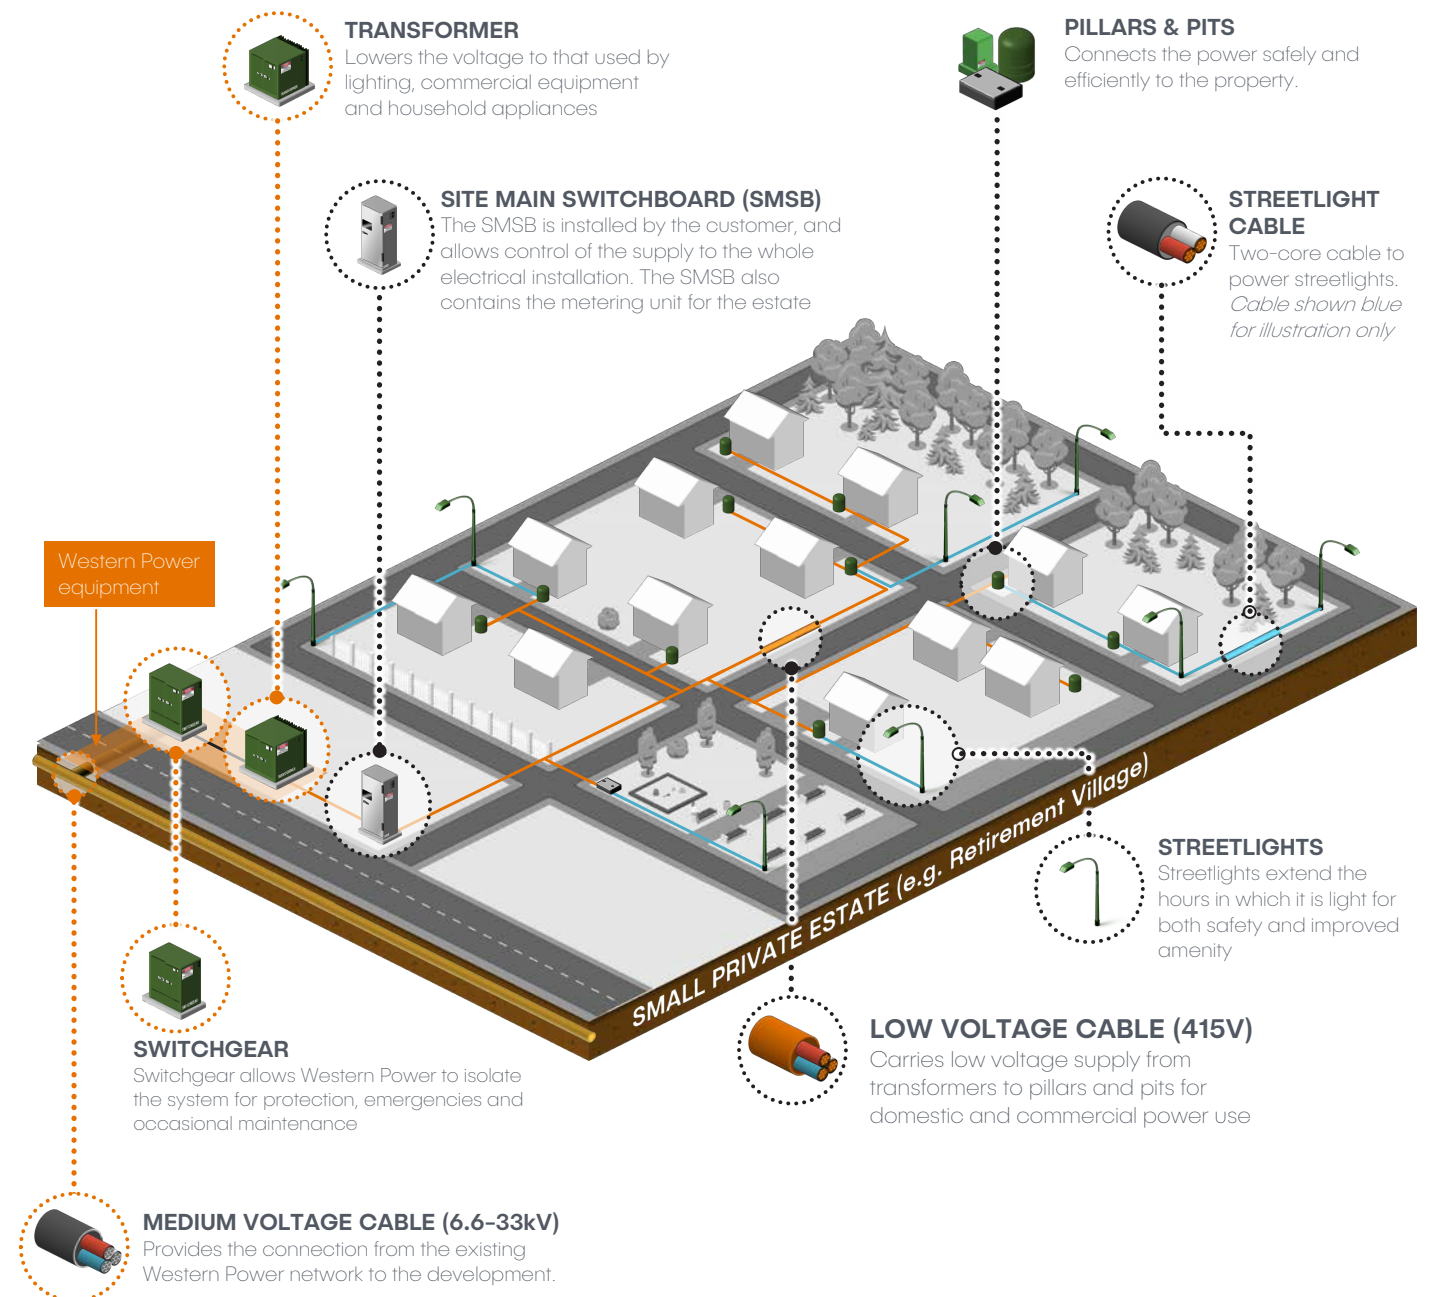 TRANSFORMER
Lowers the voltage to that used by
lighting, commercial equipment
and household appliances
PILLARS & PITS
Connects the power safely and
efficiently to the property.
SITE MAIN SWITCHBOARD (SMSB)
The SMSB is installed by the customer, and
allows control of the supply to the whole
electrical installation. The SMSB also
contains the metering unit for the estate
STREETLIGHT
CABLE
Two-core cable to
power streetlights.
Cable shown blue
for illustration only
Western Power
equipment
SMALL PRIVATE ESTATE (e.g. Retirement Village)
STREETLIGHTS
Streetlights extend the
hours in which it is light for
both safety and improved
amenity
SWITCHGEAR
Switchgear allows Western Power to isolate
the system for protection, emergencies and
occasional maintenance
LOW VOLTAGE CABLE (415V)
Carries low voltage supply from
transformers to pillars and pits for
domestic and commercial power use
MEDIUM VOLTAGE CABLE (6.6-33kV)
Provides the connection from the existing
Western Power network to the development.